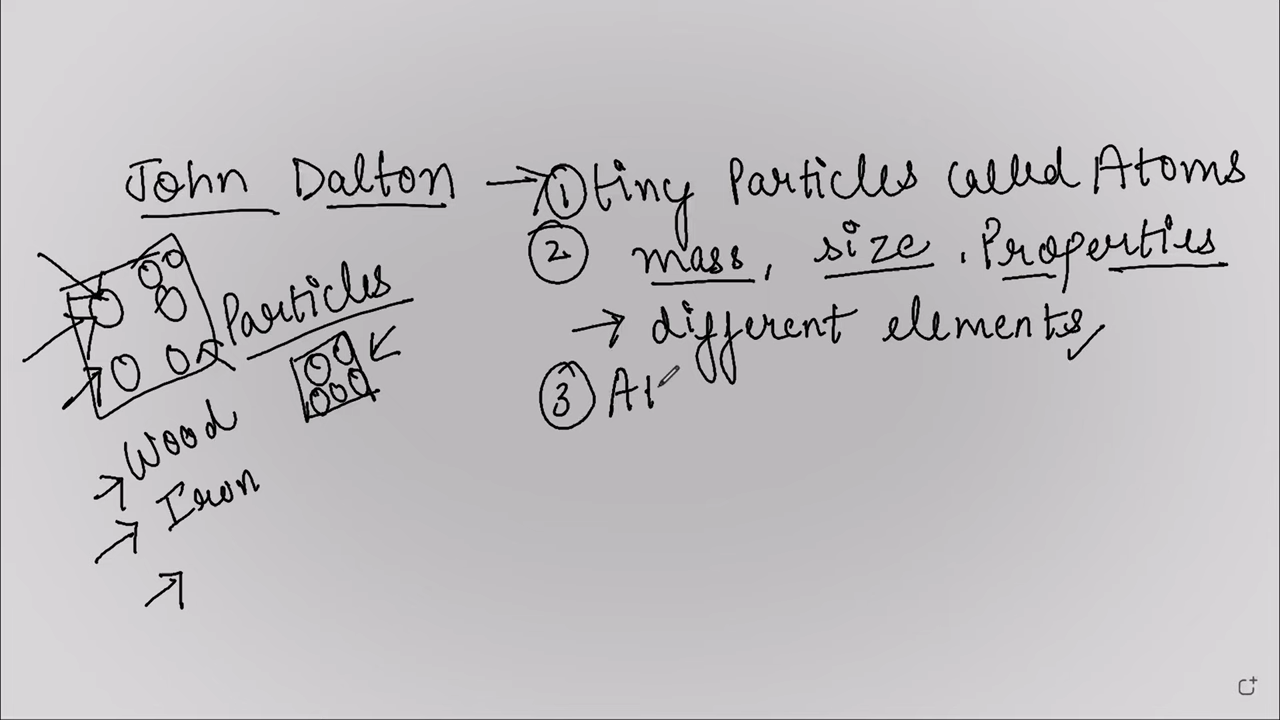 John Dalton → ① tiny Particles called Atoms
② mass, size, Properties
→ different elements
③ At
Particles
→ Wood
→ Iron
→